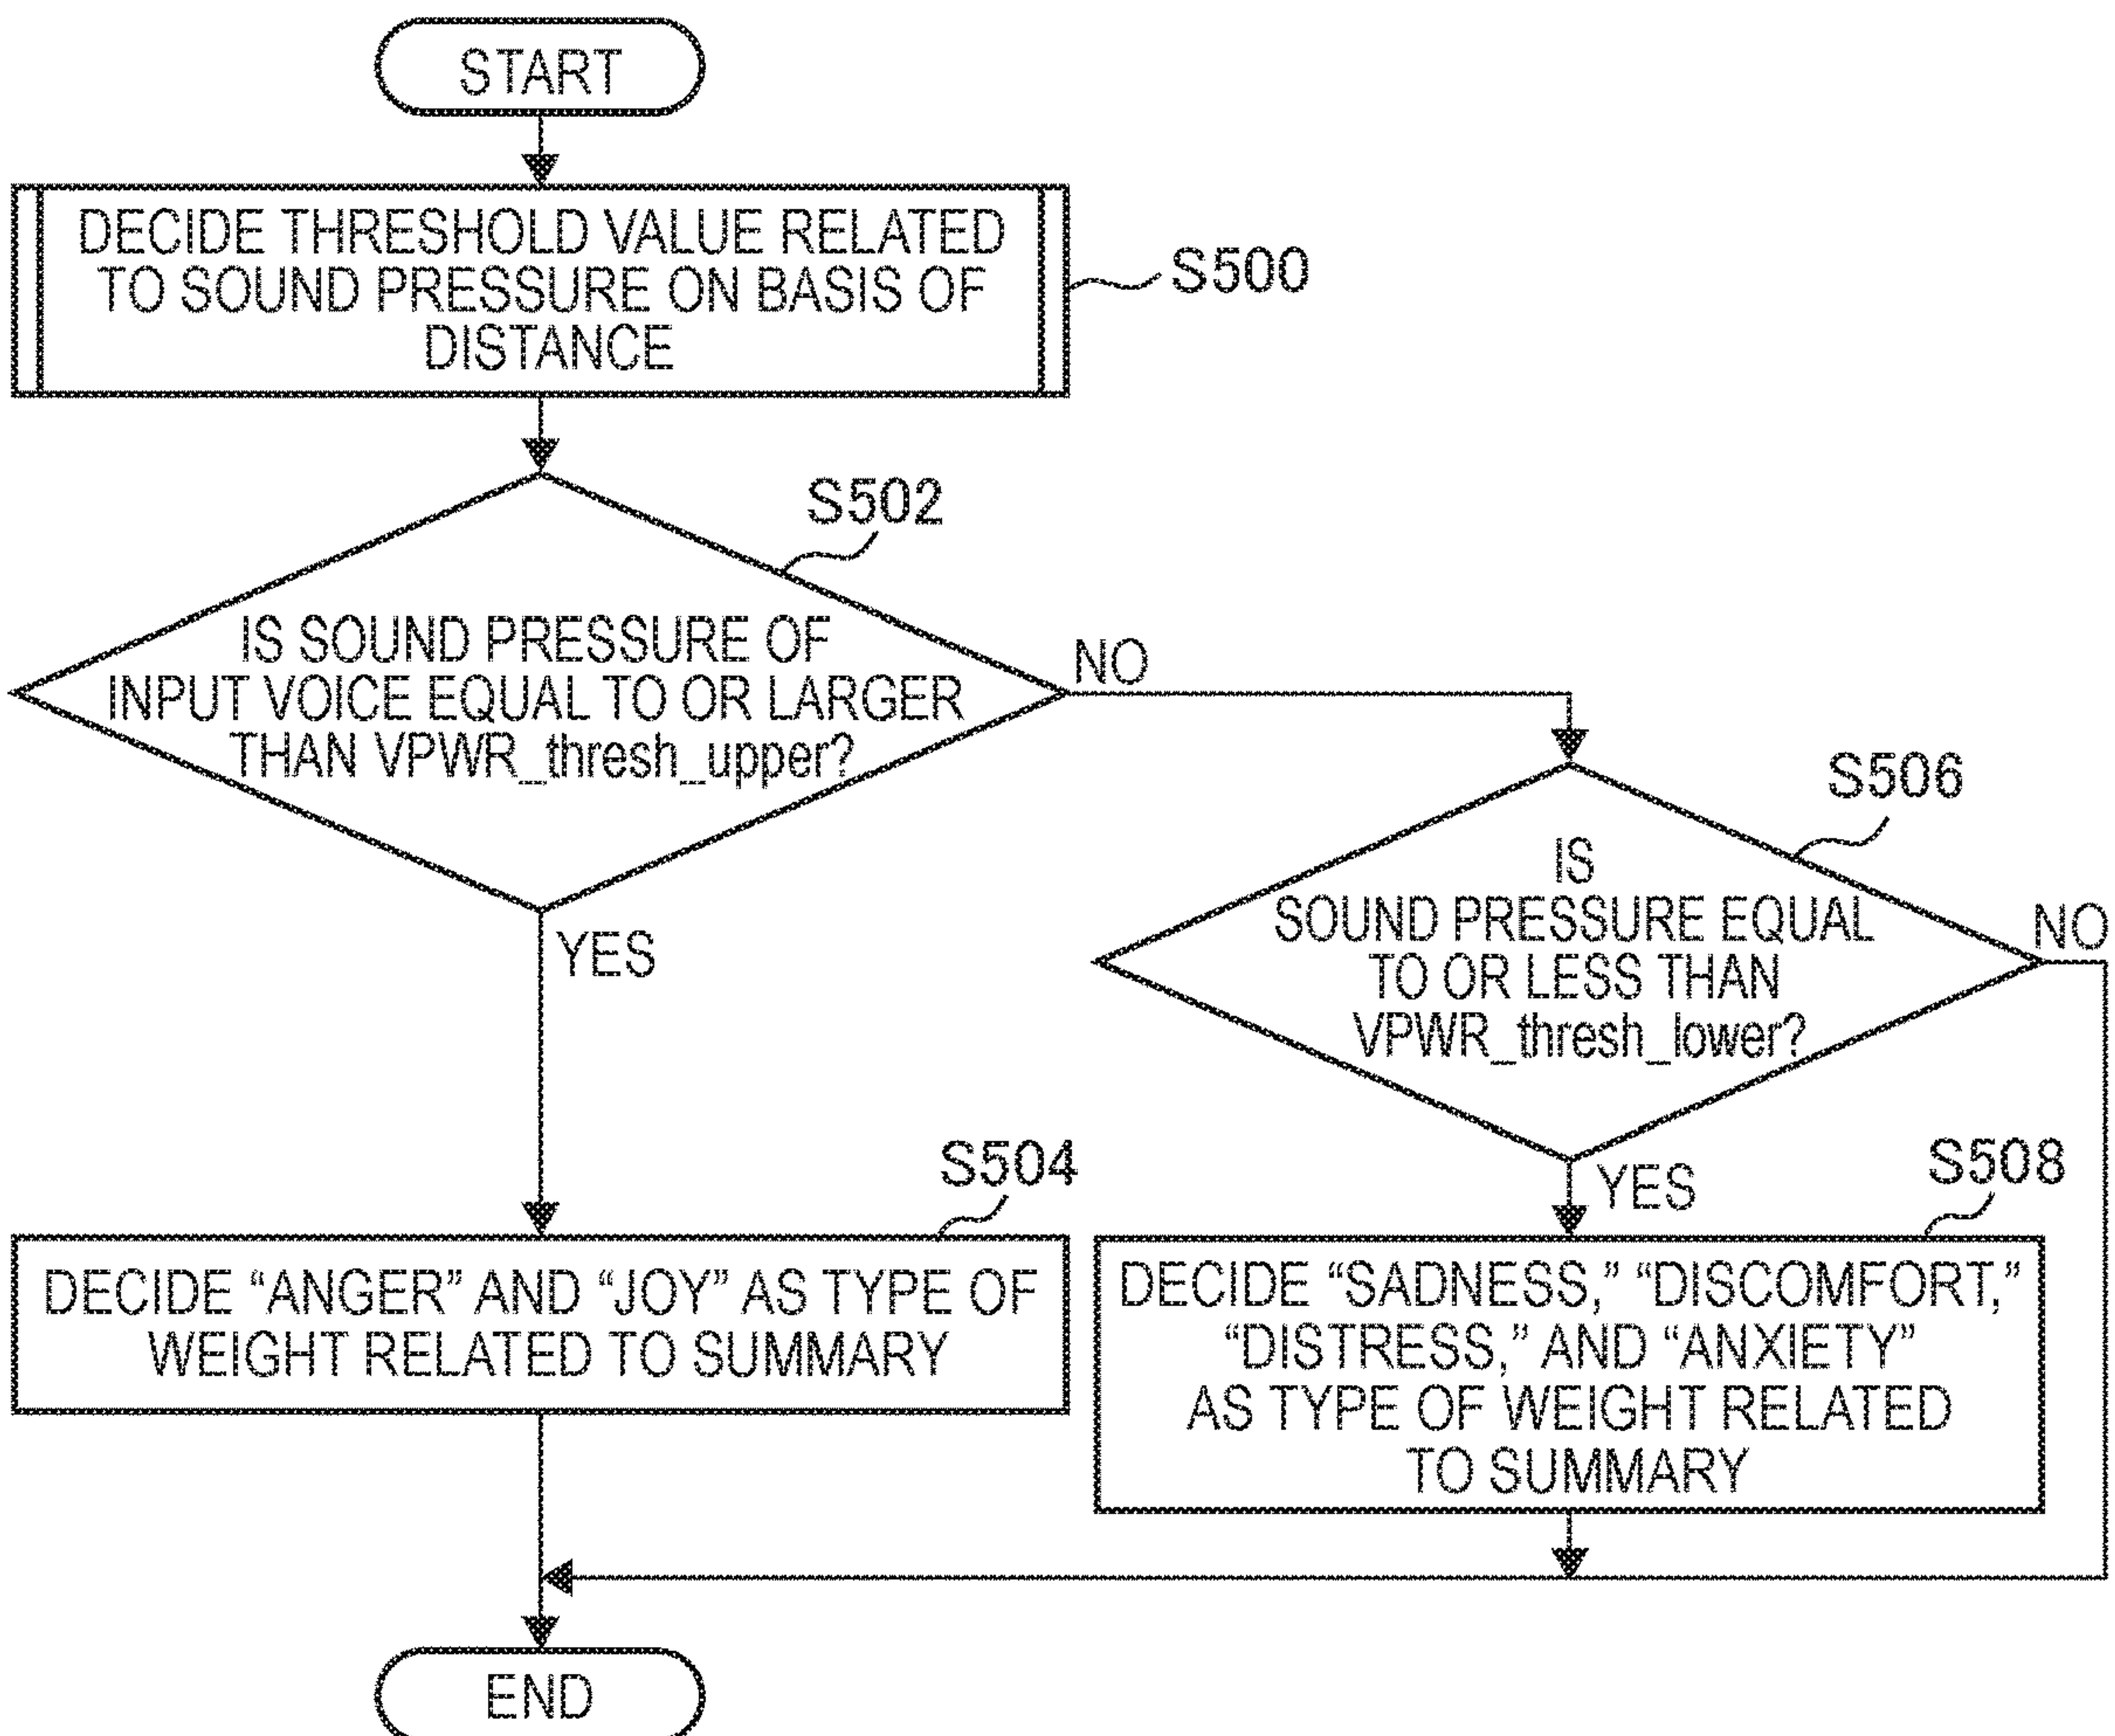 START
DECIDE THRESHOLD VALUE RELATED
TO SOUND PRESSURE ON BASIS OF
DISTANCE
S500
S502
IS SOUND PRESSURE OF
INPUT VOICE EQUAL TO OR LARGER
THAN VPWR_thresh_upper?
NO
YES
S506
IS
SOUND PRESSURE EQUAL
TO OR LESS THAN
VPWR_thresh_lower?
NO
YES
S504
DECIDE “ANGER” AND “JOY” AS TYPE OF
WEIGHT RELATED TO SUMMARY
S508
DECIDE “SADNESS,” “DISCOMFORT,”
“DISTRESS,” AND “ANXIETY”
AS TYPE OF WEIGHT RELATED
TO SUMMARY
END